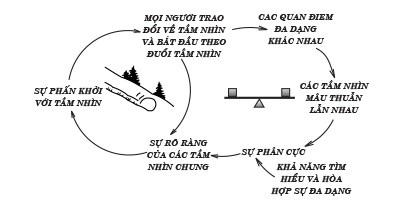 MỌI NGƯỜI TRAO
ĐỔI VỀ TẦM NHÌN
VÀ BẮT ĐẦU THEO
ĐUỔI TẦM NHÌN
CÁC QUAN ĐIỂM
ĐA DẠNG
KHÁC NHAU
SỰ PHẤN KHỞI
VỚI TẦM NHÌN
CÁC TẦM NHÌN
MÂU THUẪN
LẪN NHAU
SỰ RÕ RÀNG
CỦA CÁC TẦM
NHÌN CHUNG
SỰ PHÂN CỰC
KHẢ NĂNG TÌM
HIỂU VÀ HÒA
HỢP SỰ ĐA DẠNG